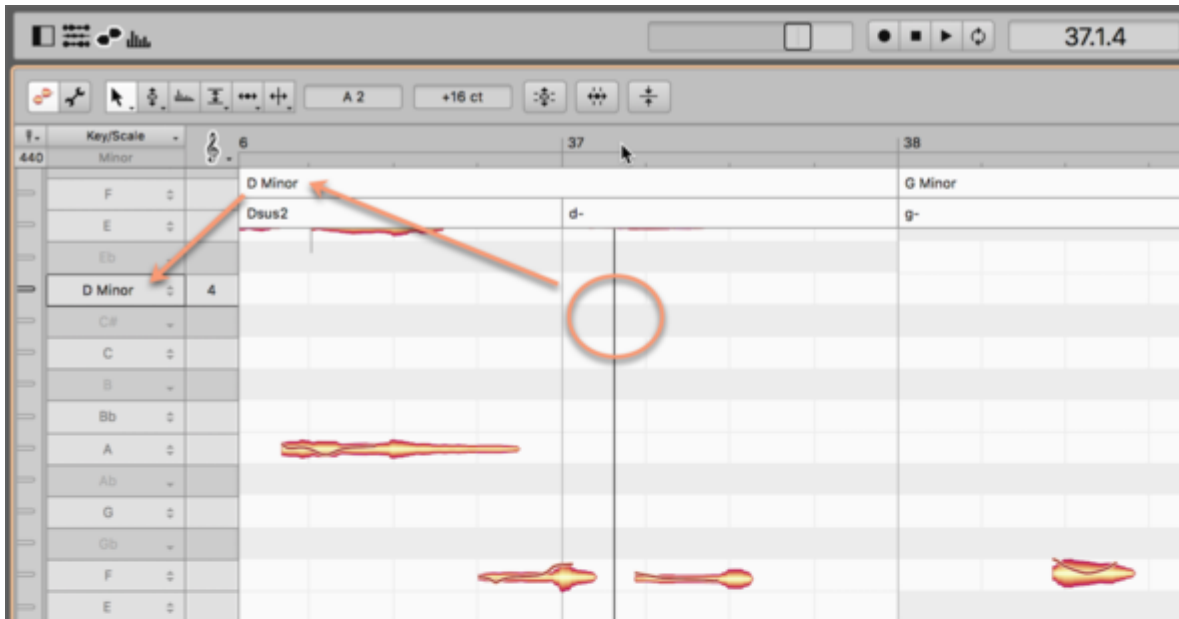 37.1.4
A 2 +16 ct
Key/Scale
440 Minor
6 37 38
D Minor G Minor
Dsus2 d- g-
F
E
Eb
D Minor 4
C#
C
B
Bb
A
Ab
G
Gb
F
E